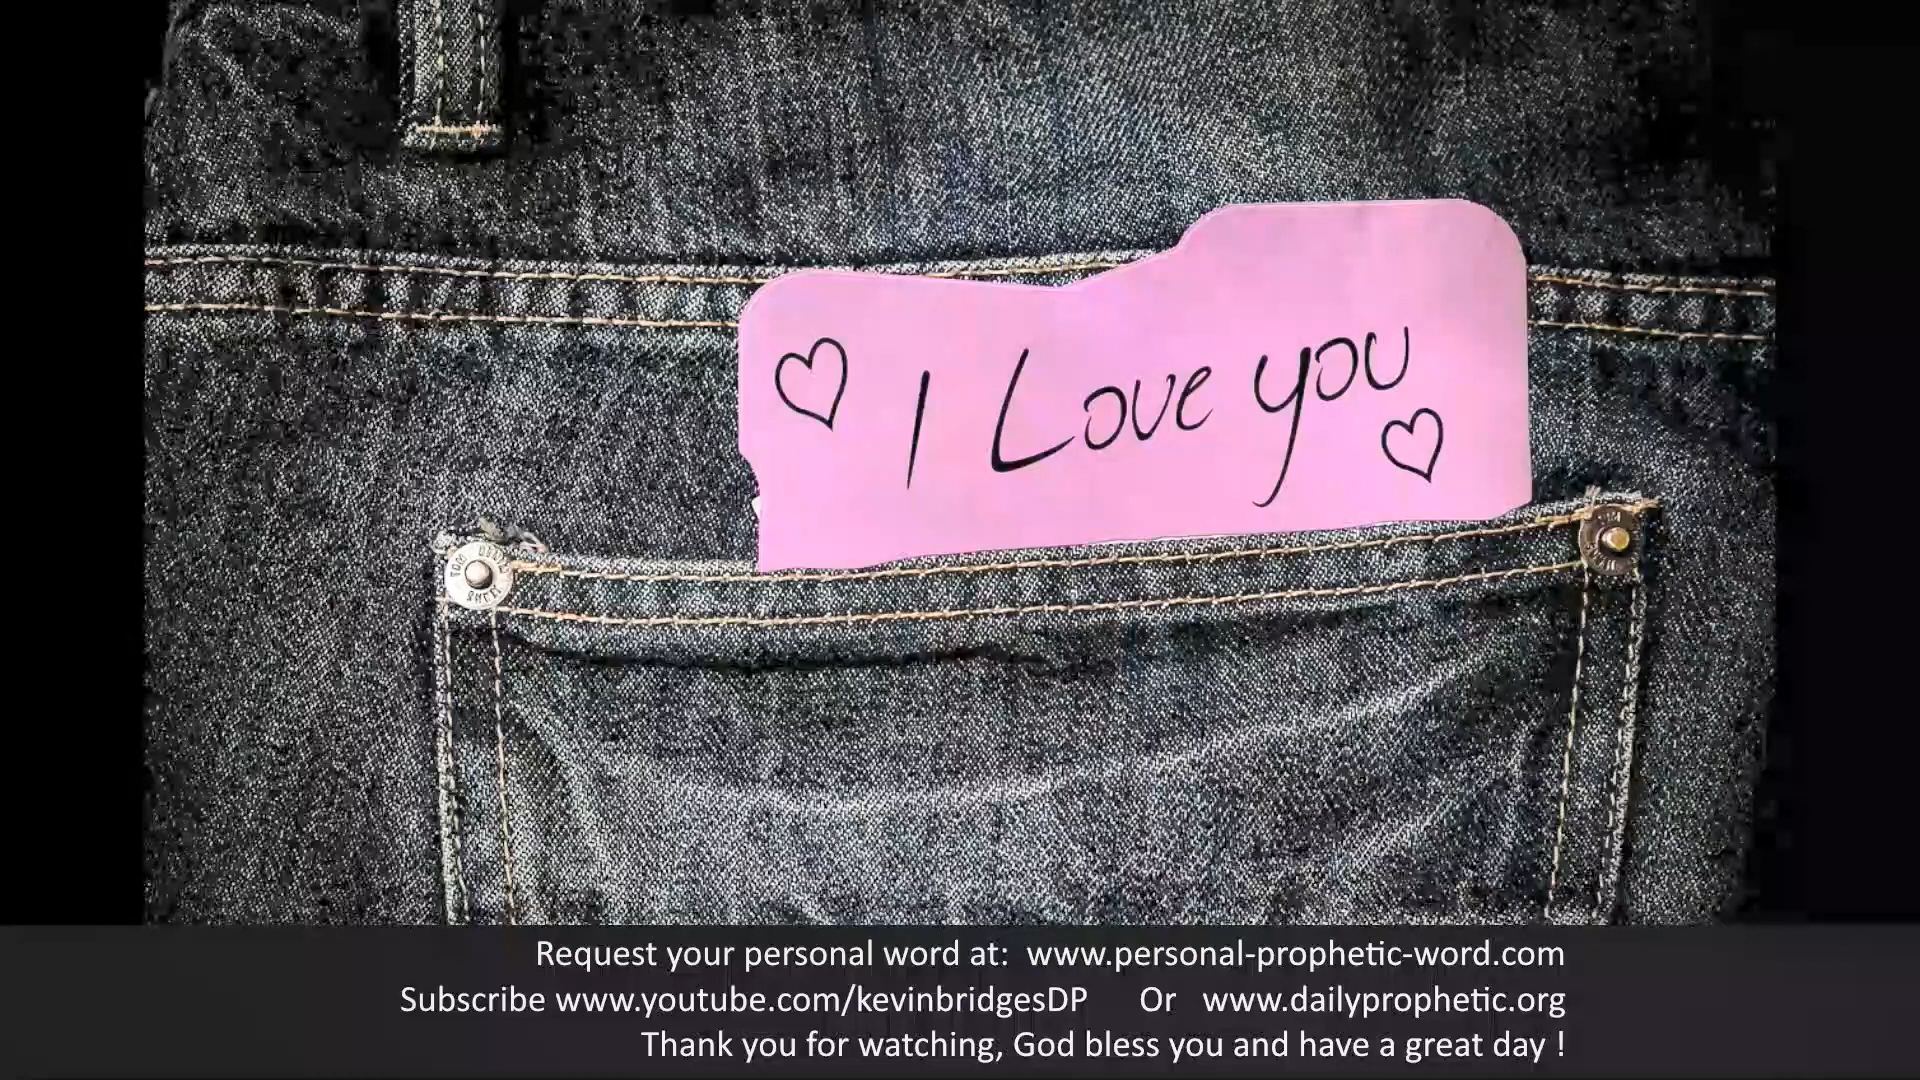 I Love you
Request your personal word at: www.personal-prophetic-word.com
Subscribe www.youtube.com/kevinbridgesDP Or www.dailyprophetic.org
Thank you for watching, God bless you and have a great day !